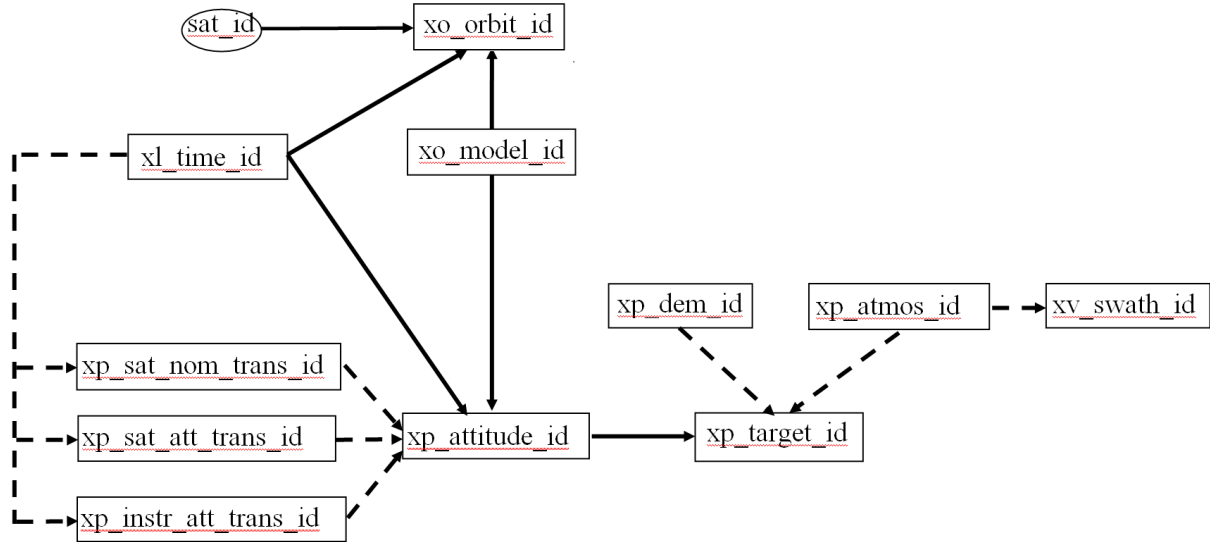 sat_id
xo_orbit_id
xl_time_id
xo_model_id
xp_dem_id
xp_atmos_id
xv_swath_id
xp_sat_nom_trans_id
xp_sat_att_trans_id
xp_attitude_id
xp_target_id
xp_instr_att_trans_id